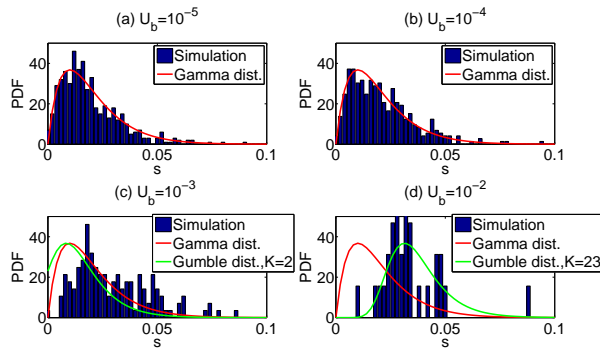 (a) U_b=10^-5
PDF
40
20
0
0
0.05
0.1
s
Simulation
Gamma dist.
(b) U_b=10^-4
PDF
40
20
0
0
0.05
0.1
s
Simulation
Gamma dist.
(c) U_b=10^-3
PDF
40
20
0
0
0.05
0.1
s
Simulation
Gamma dist.
Gumble dist.,K=2
(d) U_b=10^-2
PDF
40
20
0
0
0.05
0.1
s
Simulation
Gamma dist.
Gumble dist.,K=23